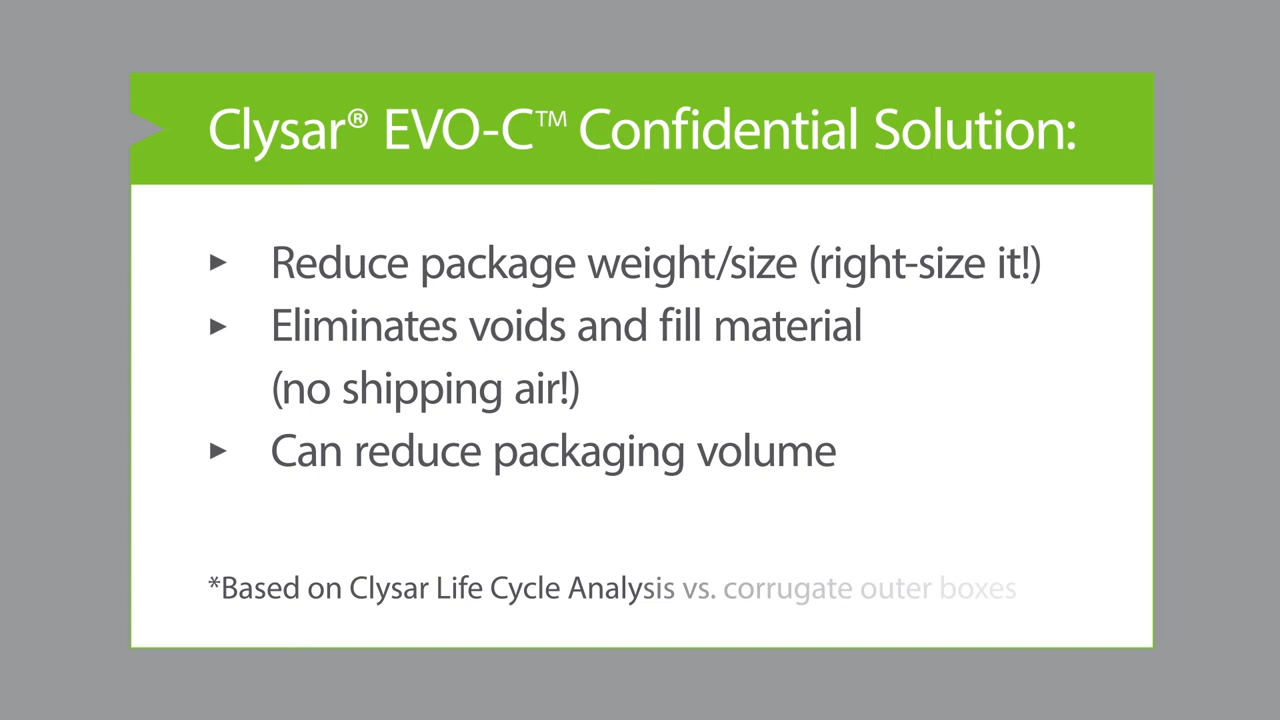 Clysar® EVO-C™ Confidential Solution:
▸ Reduce package weight/size (right-size it!)
▸ Eliminates voids and fill material
(no shipping air!)
▸ Can reduce packaging volume
*Based on Clysar Life Cycle Analysis vs. corrugate outer boxes